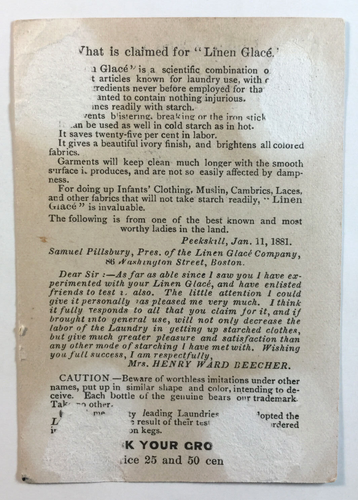 hat is claimed for "Linen Glacé."
n Glacé" is a scientific combination o
t articles known for laundry use, with
redients never before employed for tha
anted to contain nothing injurious.
mes readily with starch.
vents blistering, breaking or the iron stick
an be used as well in cold starch as in hot.
It saves twenty-five per cent in labor.
It gives a beautiful ivory finish, and brightens all colored
fabrics.
Garments will keep clean much longer with the smooth
surface it produces, and are not so easily affected by damp-
ness.
For doing up Infants' Clothing, Muslin, Cambrics, Laces,
and other fabrics that will not take starch readily, "Linen
Glacé" is invaluable.
The following is from one of the best known and most
worthy ladies in the land.
Peekskill, Jan. 11, 1881.
Samuel Pillsbury, Pres. of the Linen Glacé Company,
86 Washington Street, Boston.
Dear Sir:—As far as able since I saw you I have ex-
perimented with your Linen Glacé, and have enlisted
friends to test it also. The little attention I could
give it personally has pleased me very much. I think
it fully responds to all that you claim for it, and if
brought into general use, will not only decrease the
labor of the Laundry in getting up starched clothes,
but give much greater pleasure and satisfaction than
any other mode of starching I have met with. Wishing
you full success, I am respectfully,
Mrs. HENRY WARD BEECHER.
CAUTION.—Beware of worthless imitations under other
names, put up in similar shape and color, intending to de-
ceive. Each bottle of the genuine bears our trademark.
Take no other.
me leading Laundries dopted the
L e result of their test rdered
in on kegs.
K YOUR GRO
ice 25 and 50 cen